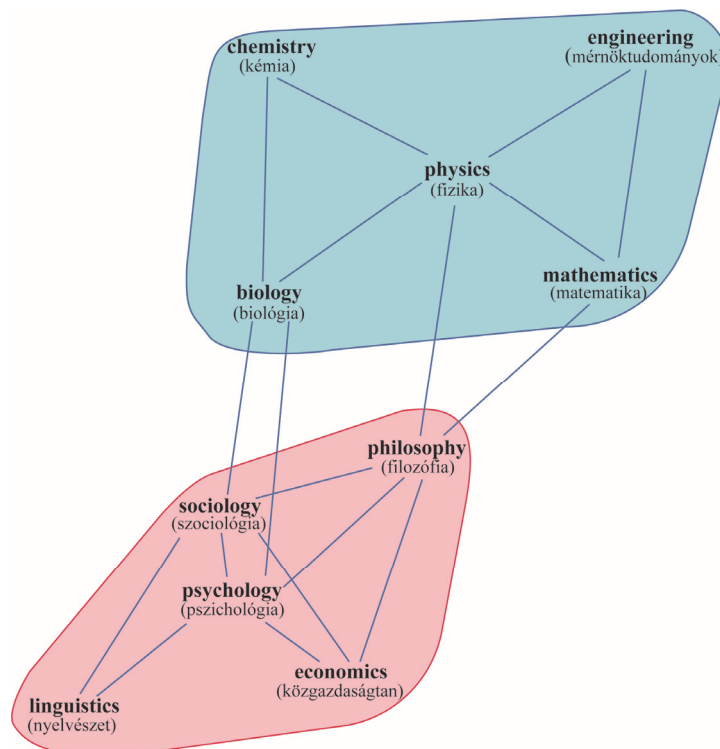 chemistry
(kémia)
engineering
(mérnöktudományok)
physics
(fizika)
mathematics
(matematika)
biology
(biológia)
philosophy
(filozófia)
sociology
(szociológia)
psychology
(pszichológia)
economics
(közgazdaságtan)
linguistics
(nyelvészet)